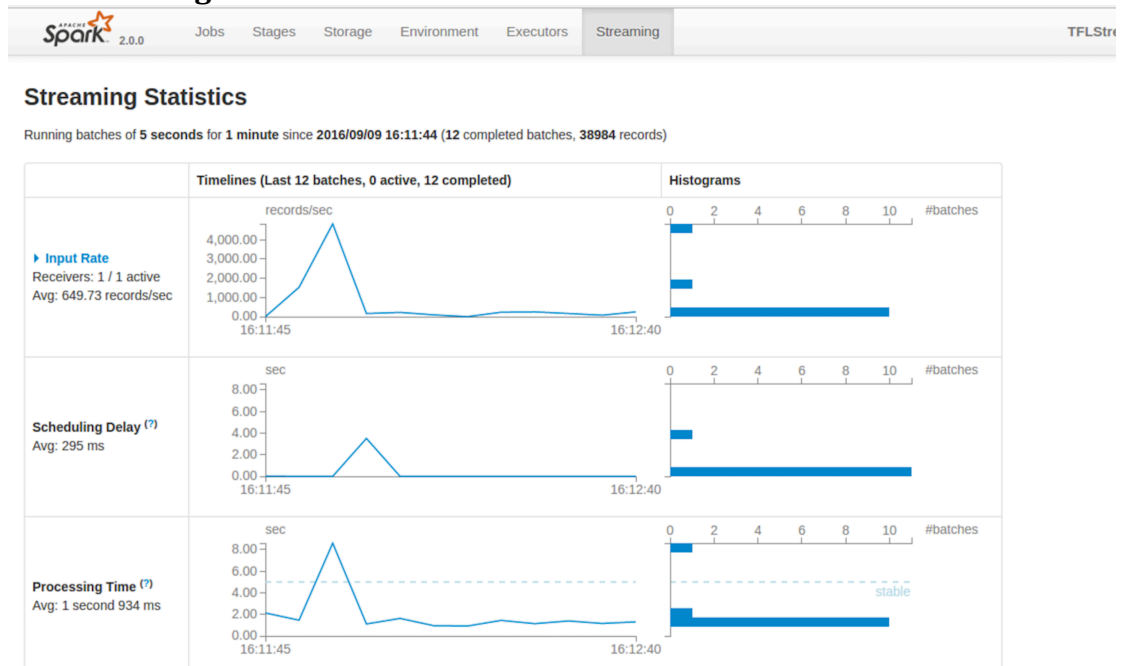 APACHE
Spark 2.0.0 Jobs Stages Storage Environment Executors Streaming TFLStre
Streaming Statistics
Running batches of 5 seconds for 1 minute since 2016/09/09 16:11:44 (12 completed batches, 38984 records)
Timelines (Last 12 batches, 0 active, 12 completed) Histograms
Input Rate
Receivers: 1 / 1 active
Avg: 649.73 records/sec
records/sec
4,000.00
3,000.00
2,000.00
1,000.00
0.00
16:11:45 16:12:40
0 2 4 6 8 10 #batches
Scheduling Delay (?)
Avg: 295 ms
sec
8.00
6.00
4.00
2.00
0.00
16:11:45 16:12:40
0 2 4 6 8 10 #batches
Processing Time (?)
Avg: 1 second 934 ms
sec
8.00
6.00
4.00
2.00
0.00
16:11:45 16:12:40
0 2 4 6 8 10 #batches
stable